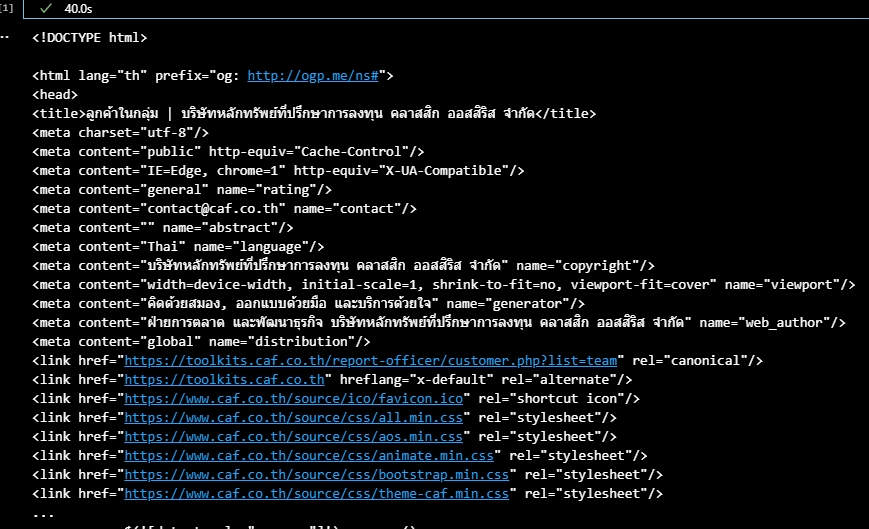 [1]
✓ 40.0s
<!DOCTYPE html>
<html lang="th" prefix="og: http://ogp.me/ns#">
<head>
<title>ลูกค้าในกลุ่ม | บริษัทหลักทรัพย์ที่ปรึกษาการลงทุน คลาสสิก ออสสิริส จำกัด</title>
<meta charset="utf-8"/>
<meta content="public" http-equiv="Cache-Control"/>
<meta content="IE=Edge, chrome=1" http-equiv="X-UA-Compatible"/>
<meta content="general" name="rating"/>
<meta content="contact@caf.co.th" name="contact"/>
<meta content="" name="abstract"/>
<meta content="Thai" name="language"/>
<meta content="บริษัทหลักทรัพย์ที่ปรึกษาการลงทุน คลาสสิก ออสสิริส จำกัด" name="copyright"/>
<meta content="width=device-width, initial-scale=1, shrink-to-fit=no, viewport-fit=cover" name="viewport"/>
<meta content="คิดด้วยสมอง, ออกแบบด้วยมือ และบริการด้วยใจ" name="generator"/>
<meta content="ฝ่ายการตลาด และพัฒนาธุรกิจ บริษัทหลักทรัพย์ที่ปรึกษาการลงทุน คลาสสิก ออสสิริส จำกัด" name="web_author"/>
<meta content="global" name="distribution"/>
<link href="https://toolkits.caf.co.th/report-officer/customer.php?list=team" rel="canonical"/>
<link href="https://toolkits.caf.co.th" hreflang="x-default" rel="alternate"/>
<link href="https://www.caf.co.th/source/ico/favicon.ico" rel="shortcut icon"/>
<link href="https://www.caf.co.th/source/css/all.min.css" rel="stylesheet"/>
<link href="https://www.caf.co.th/source/css/aos.min.css" rel="stylesheet"/>
<link href="https://www.caf.co.th/source/css/animate.min.css" rel="stylesheet"/>
<link href="https://www.caf.co.th/source/css/bootstrap.min.css" rel="stylesheet"/>
<link href="https://www.caf.co.th/source/css/theme-caf.min.css" rel="stylesheet"/>
...